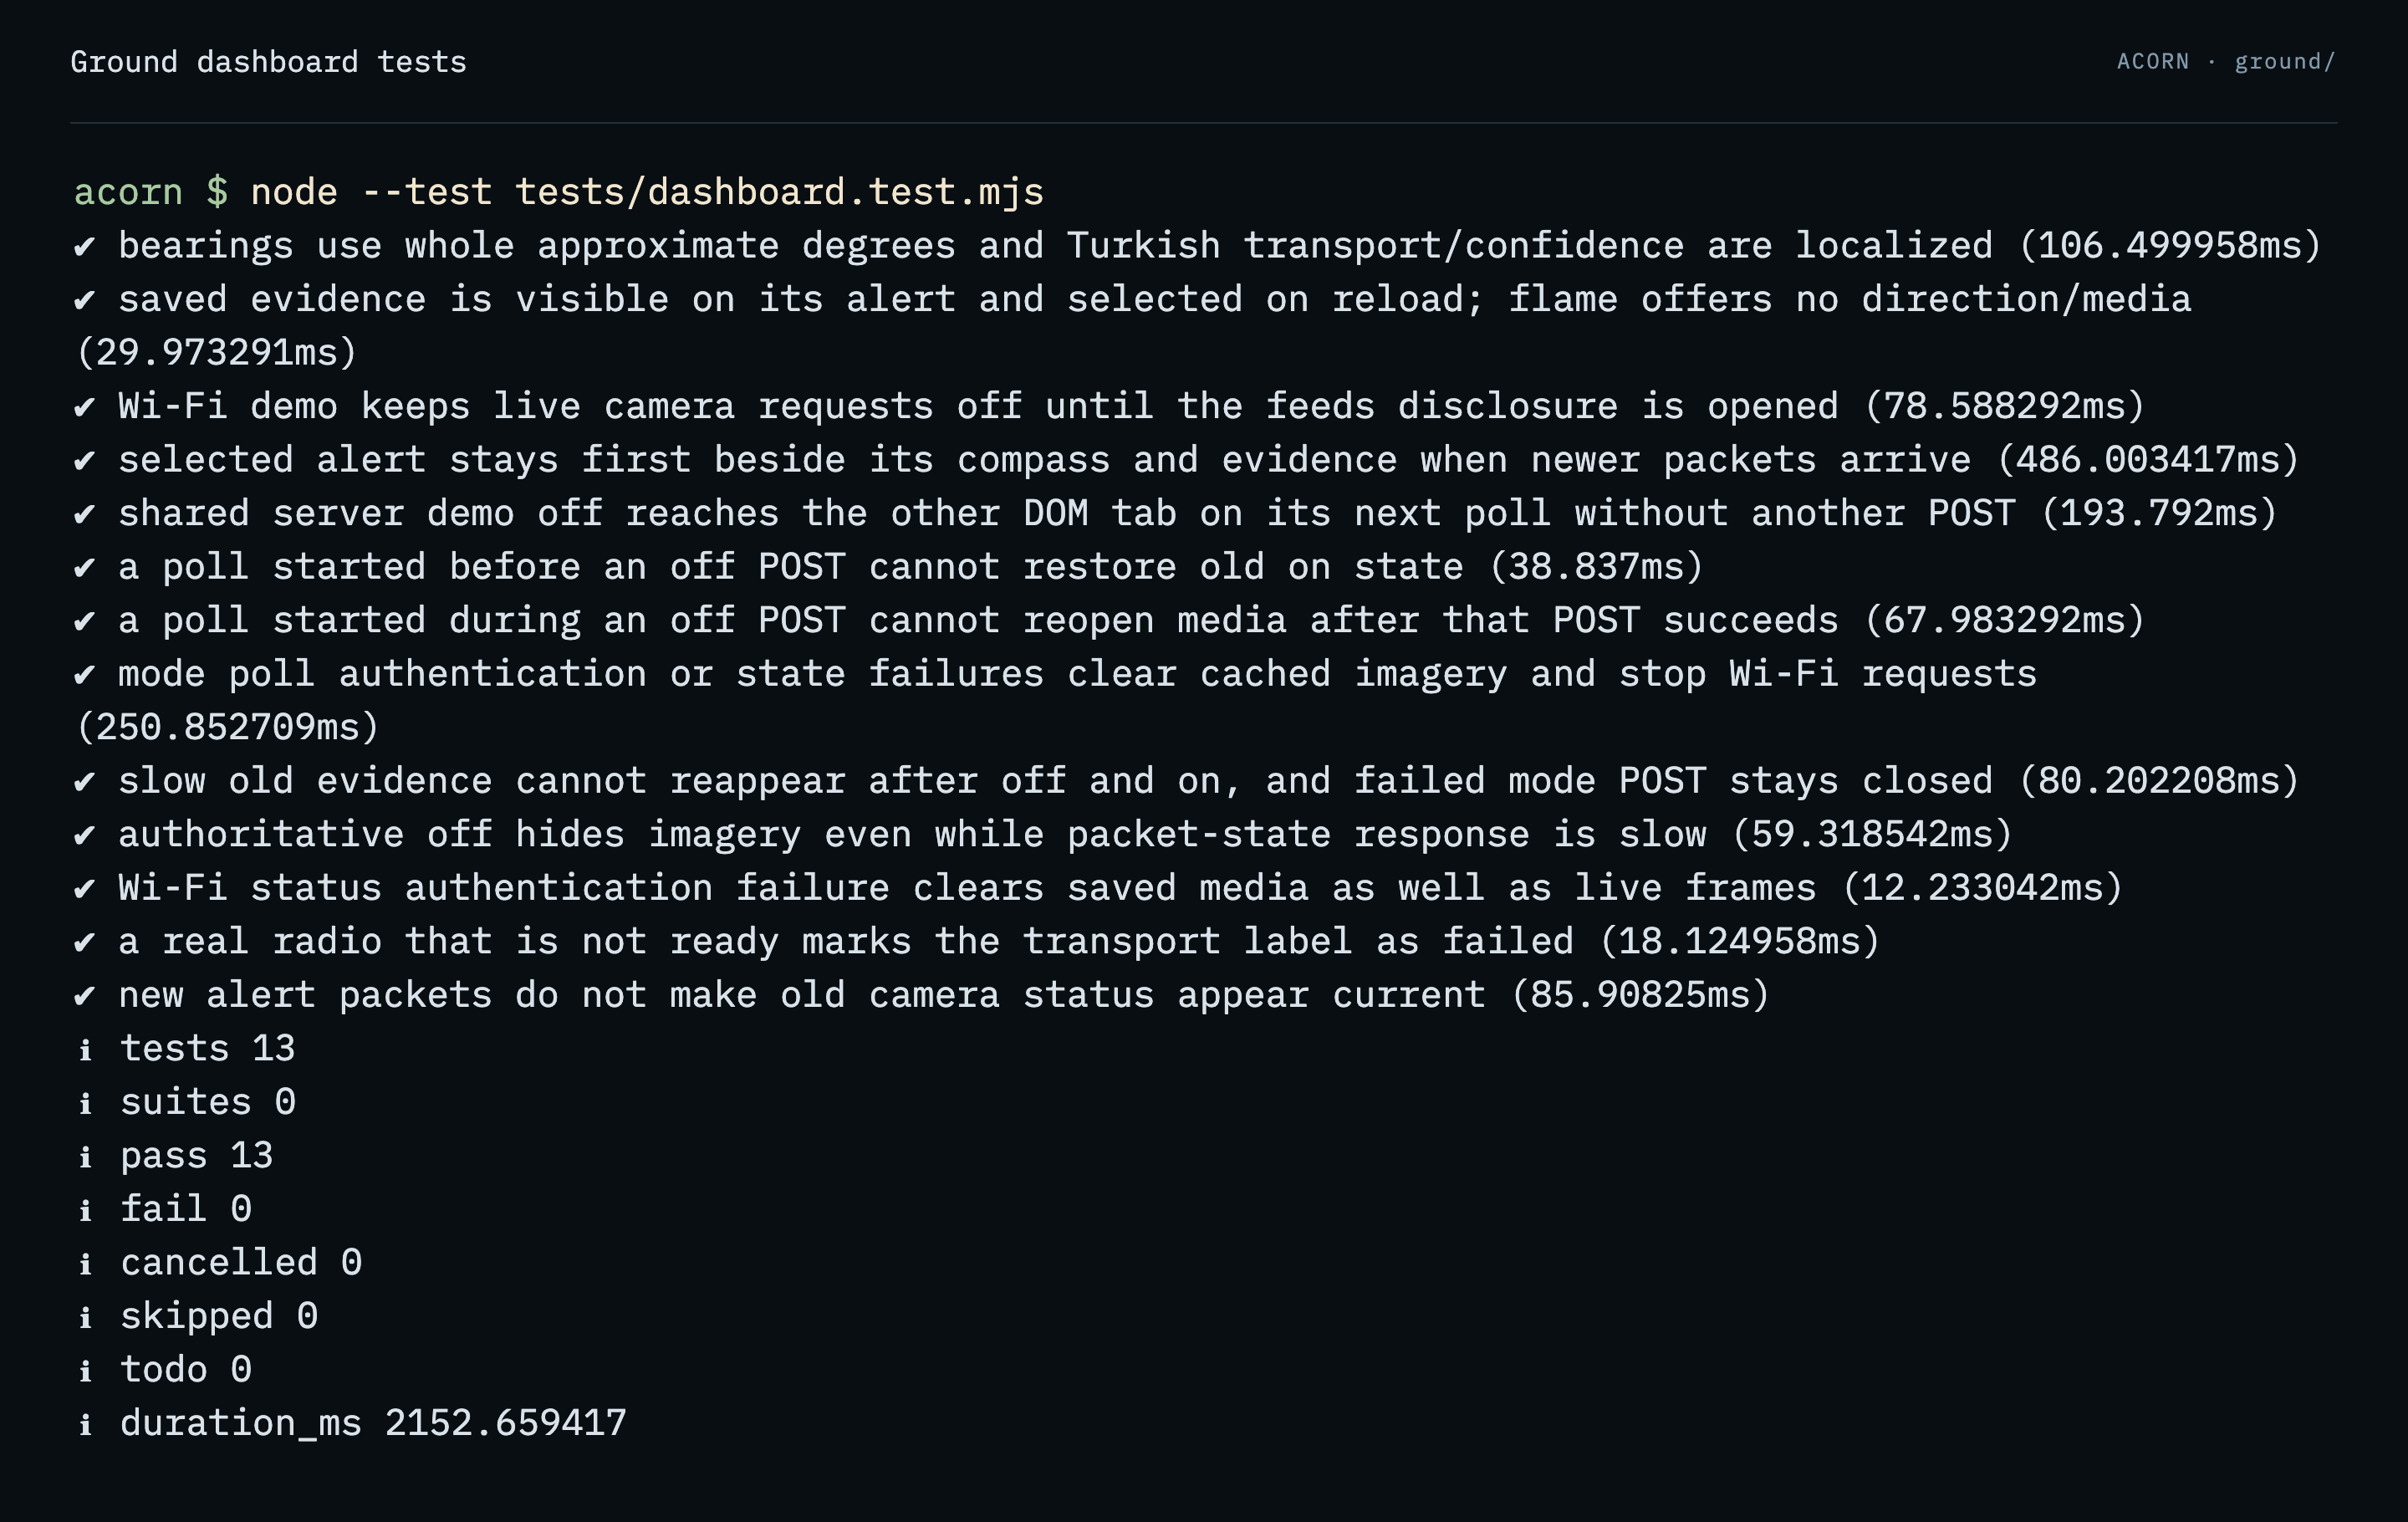 Ground dashboard tests
ACORN · ground/
acorn $ node --test tests/dashboard.test.mjs
✔ bearings use whole approximate degrees and Turkish transport/confidence are localized (106.499958ms)
✔ saved evidence is visible on its alert and selected on reload; flame offers no direction/media
(29.973291ms)
✔ Wi-Fi demo keeps live camera requests off until the feeds disclosure is opened (78.588292ms)
✔ selected alert stays first beside its compass and evidence when newer packets arrive (486.003417ms)
✔ shared server demo off reaches the other DOM tab on its next poll without another POST (193.792ms)
✔ a poll started before an off POST cannot restore old on state (38.837ms)
✔ a poll started during an off POST cannot reopen media after that POST succeeds (67.983292ms)
✔ mode poll authentication or state failures clear cached imagery and stop Wi-Fi requests
(250.852709ms)
✔ slow old evidence cannot reappear after off and on, and failed mode POST stays closed (80.202208ms)
✔ authoritative off hides imagery even while packet-state response is slow (59.318542ms)
✔ Wi-Fi status authentication failure clears saved media as well as live frames (12.233042ms)
✔ a real radio that is not ready marks the transport label as failed (18.124958ms)
✔ new alert packets do not make old camera status appear current (85.90825ms)
ℹ tests 13
ℹ suites 0
ℹ pass 13
ℹ fail 0
ℹ cancelled 0
ℹ skipped 0
ℹ todo 0
ℹ duration_ms 2152.659417